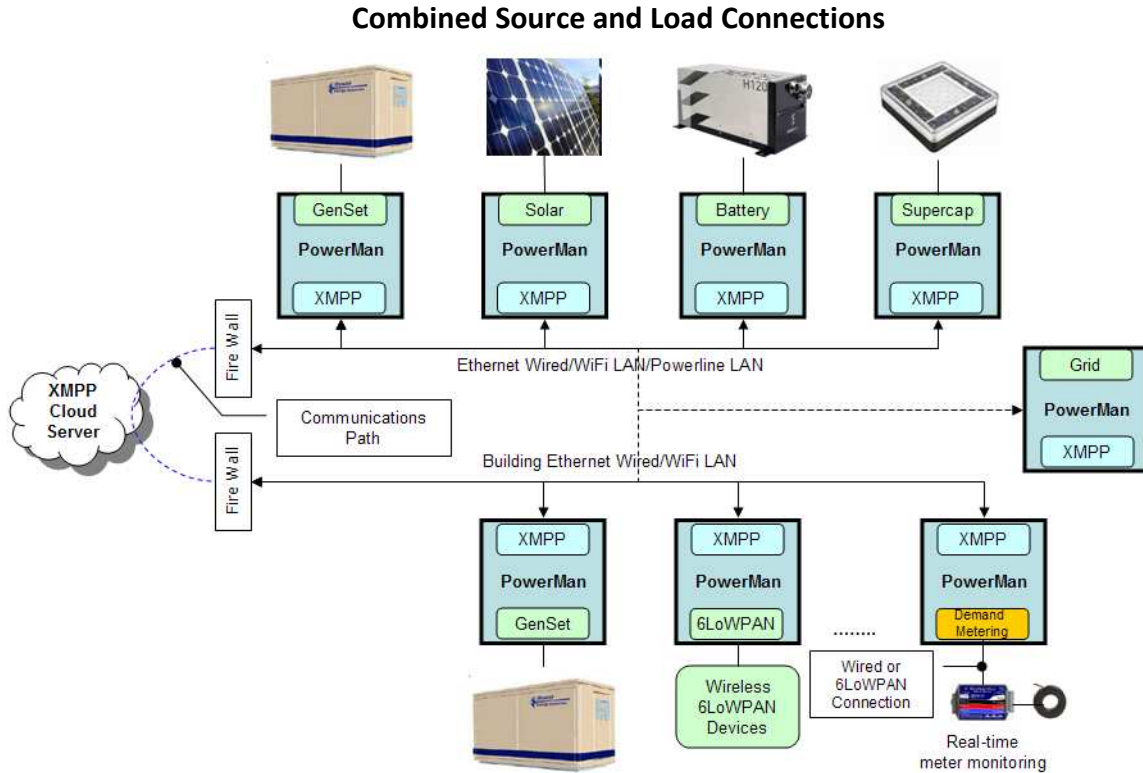 Combined Source and Load Connections
H120
GenSet
Solar
Battery
Supercap
PowerMan
PowerMan
PowerMan
PowerMan
XMPP
XMPP
XMPP
XMPP
Fire Wall
Ethernet Wired/WiFi LAN/Powerline LAN
Grid
PowerMan
XMPP
XMPP
Cloud
Server
Communications
Path
Fire Wall
Building Ethernet Wired/WiFi LAN
XMPP
XMPP
XMPP
PowerMan
PowerMan
PowerMan
GenSet
6LoWPAN
Demand
Metering
........
Wired or
6LoWPAN
Connection
Wireless
6LoWPAN
Devices
Real-time
meter monitoring